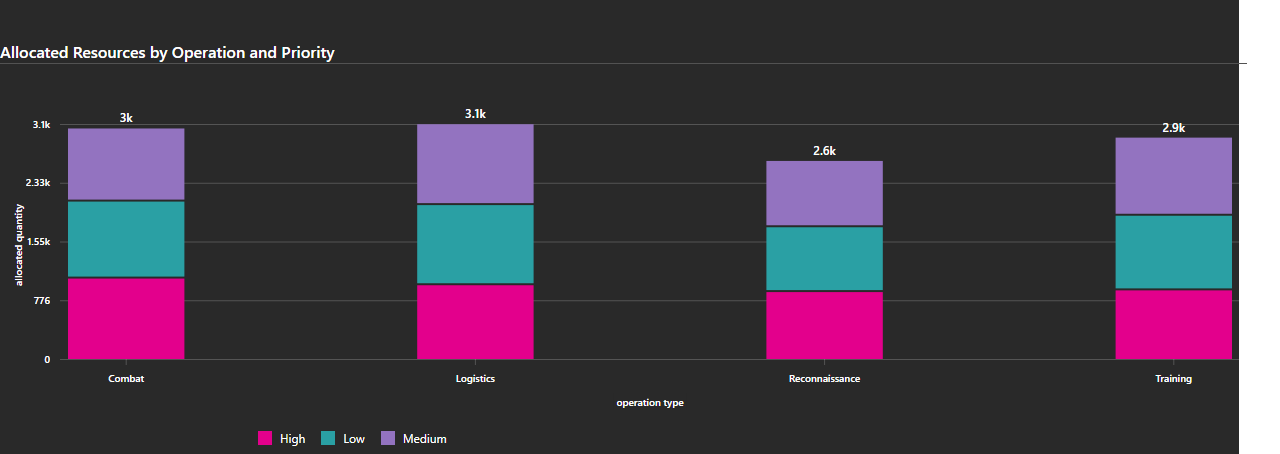 Allocated Resources by Operation and Priority
3k
3.1k
2.6k
2.9k
3.1k
2.33k
1.55k
776
0
allocated quantity
Combat
Logistics
Reconnaissance
Training
operation type
High
Low
Medium